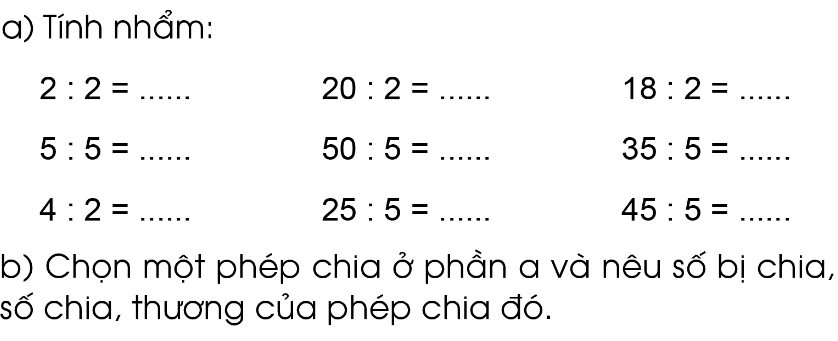 a) Tính nhẩm:
2 : 2 = ...... 20 : 2 = ...... 18 : 2 = ......
5 : 5 = ...... 50 : 5 = ...... 35 : 5 = ......
4 : 2 = ...... 25 : 5 = ...... 45 : 5 = ......
b) Chọn một phép chia ở phần a và nêu số bị chia,
số chia, thương của phép chia đó.